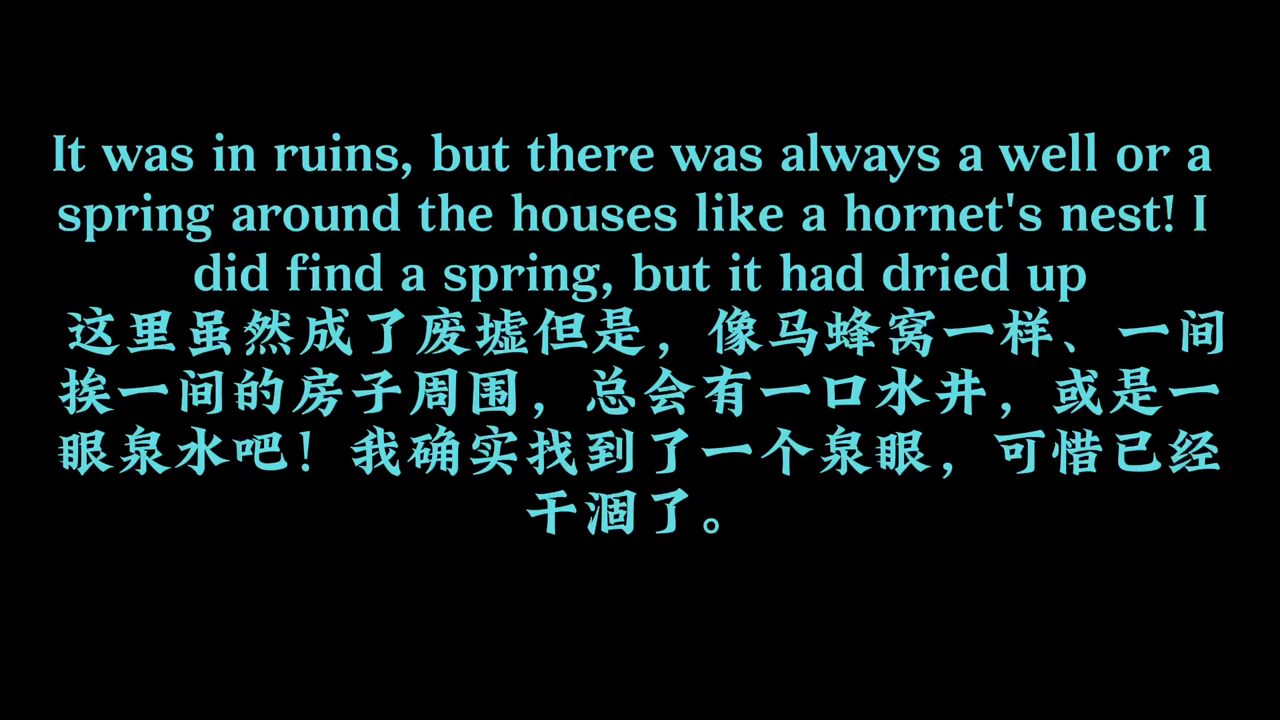 It was in ruins, but there was always a well or a
spring around the houses like a hornet's nest! I
did find a spring, but it had dried up
这里虽然成了废墟但是，像马蜂窝一样、一间
挨一间的房子周围，总会有一口水井，或是一
眼泉水吧！我确实找到了一个泉眼，可惜已经
干涸了。